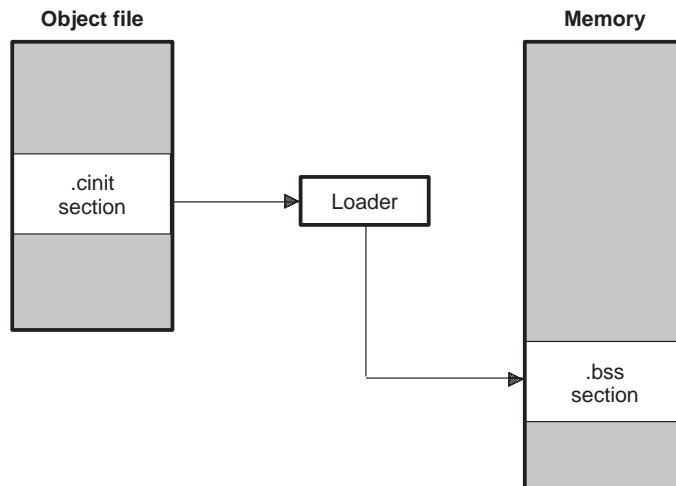 Object file
Memory
.cinit
section
Loader
.bss
section